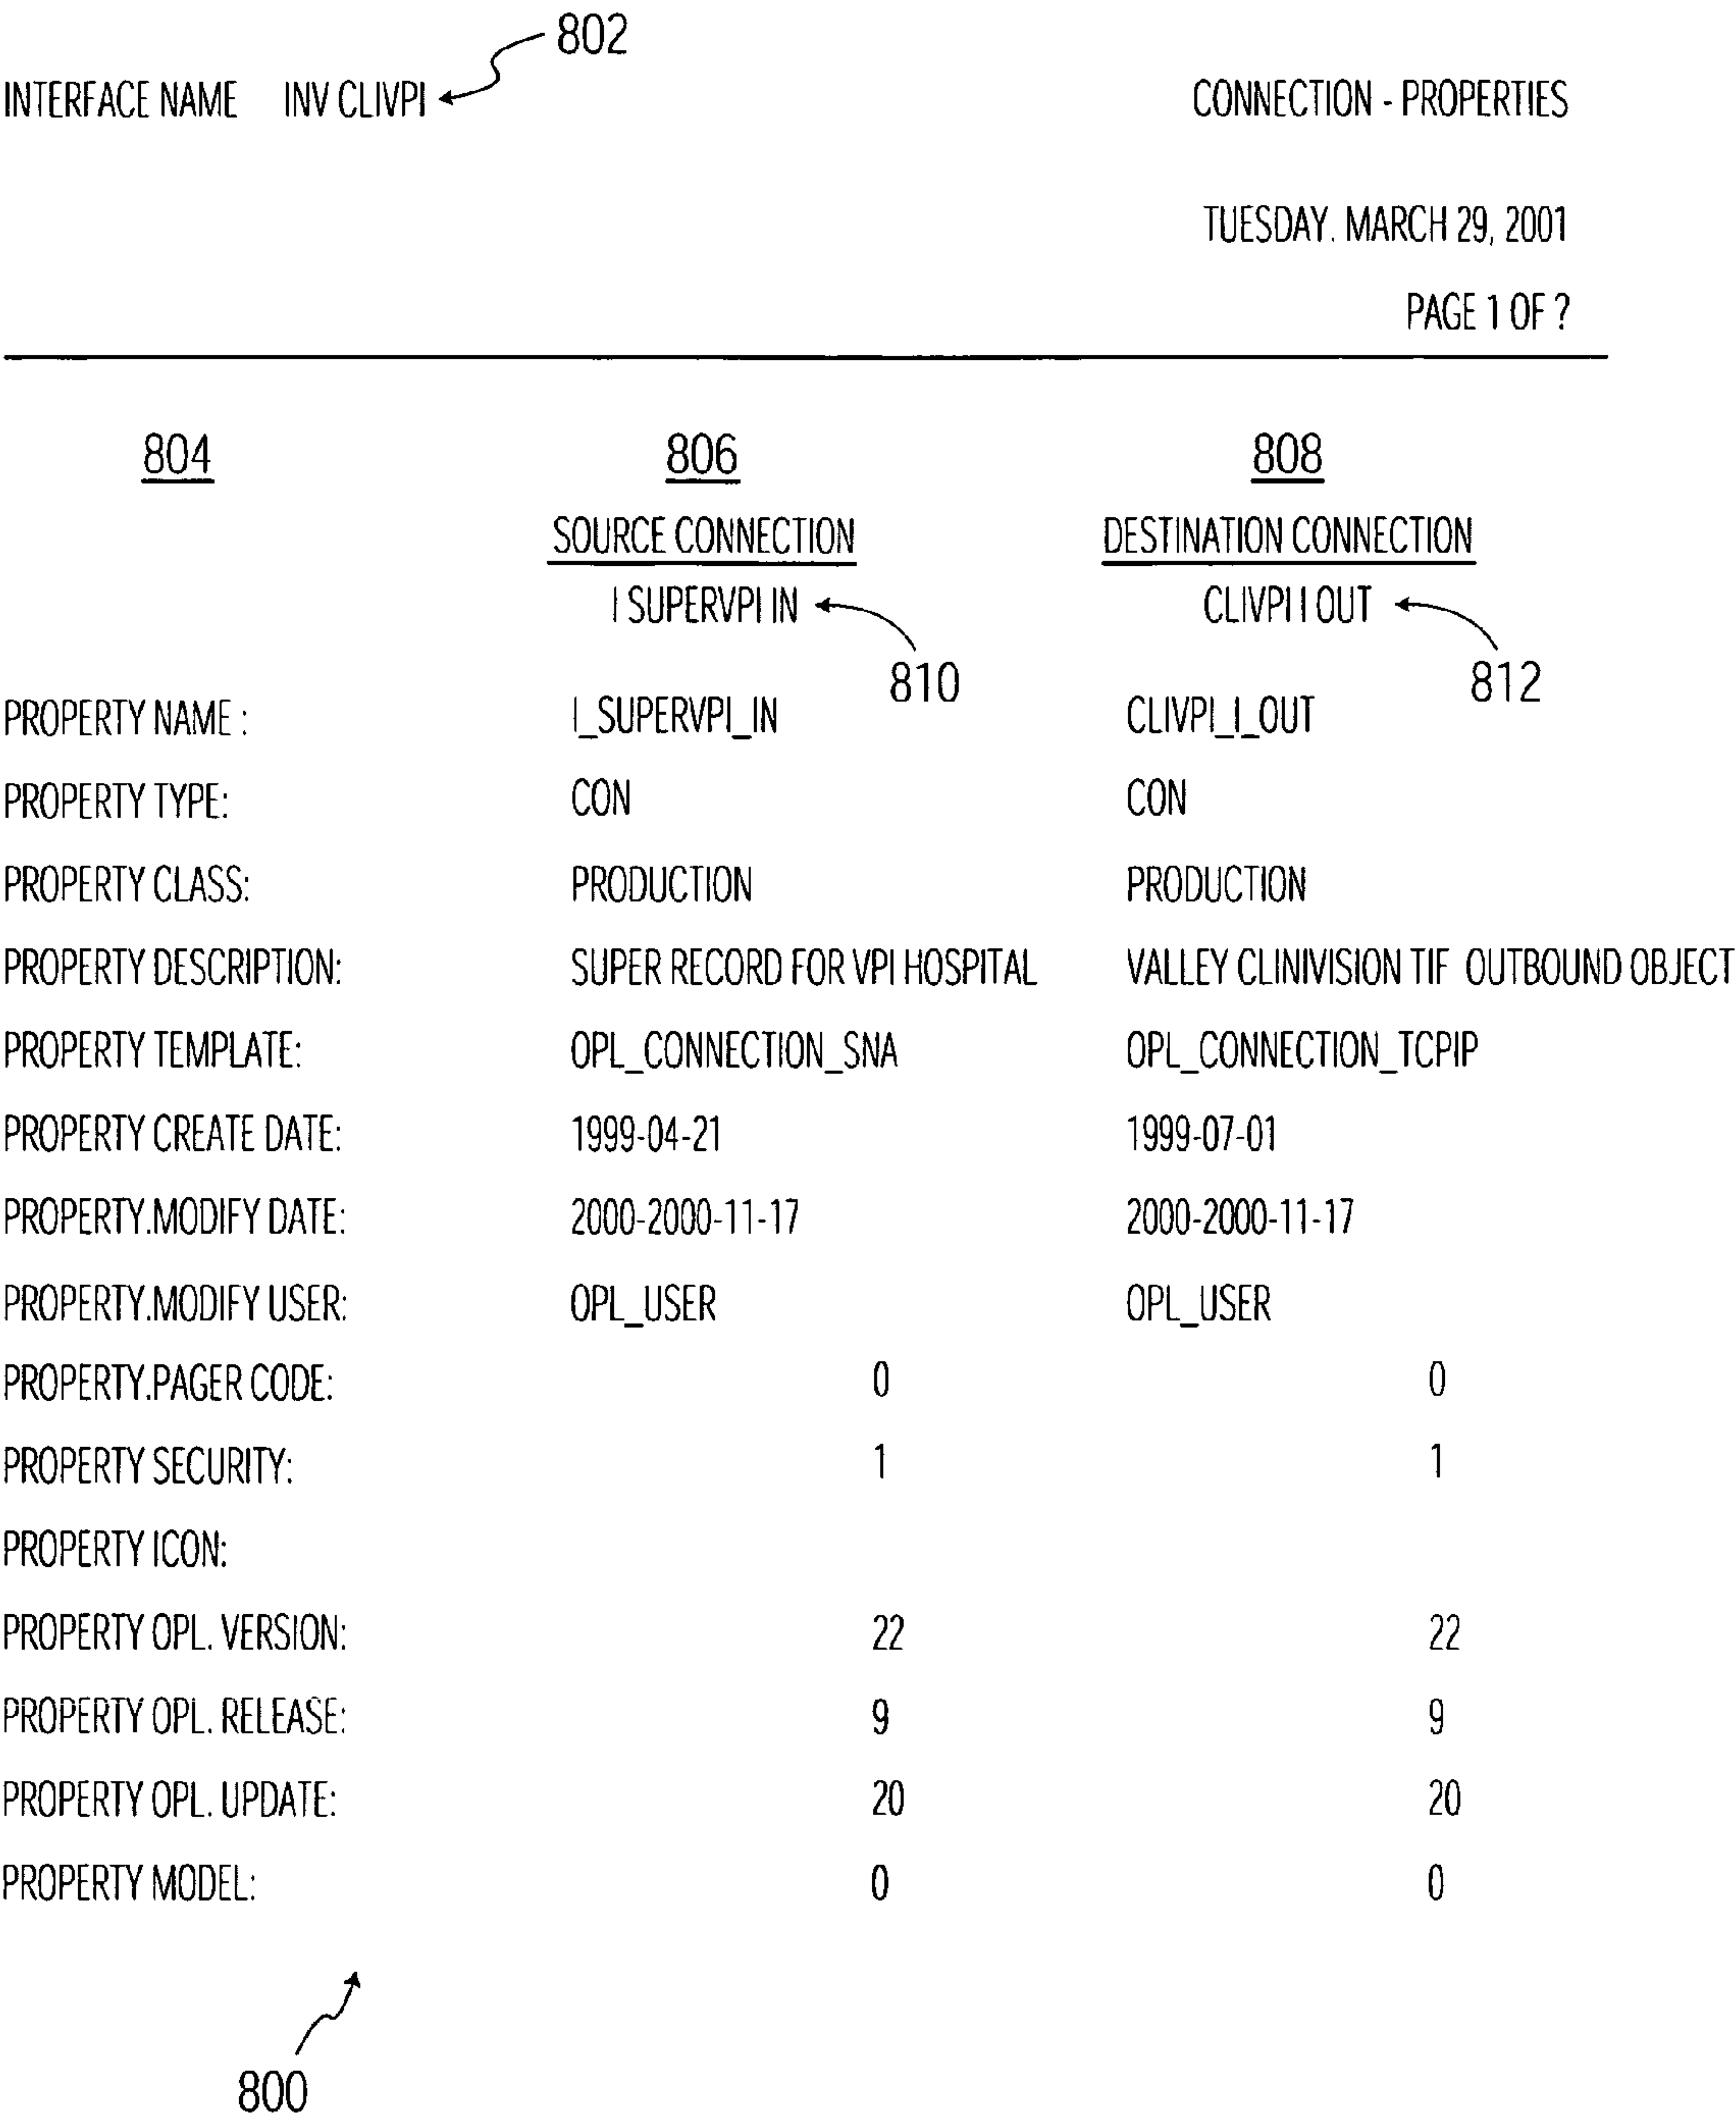 802
INTERFACE NAME INV CLIVPI CONNECTION - PROPERTIES
TUESDAY. MARCH 29, 2001
PAGE 1 OF ?
804 806 808
SOURCE CONNECTION DESTINATION CONNECTION
I SUPERVPI IN CLIVPI I OUT
810 812
PROPERTY NAME : I_SUPERVPI_IN CLIVPI_I_OUT
PROPERTY TYPE: CON CON
PROPERTY CLASS: PRODUCTION PRODUCTION
PROPERTY DESCRIPTION: SUPER RECORD FOR VPI HOSPITAL VALLEY CLINIVISION TIF OUTBOUND OBJECT
PROPERTY TEMPLATE: OPL_CONNECTION_SNA OPL_CONNECTION_TCPIP
PROPERTY CREATE DATE: 1999-04-21 1999-07-01
PROPERTY.MODIFY DATE: 2000-2000-11-17 2000-2000-11-17
PROPERTY.MODIFY USER: OPL_USER OPL_USER
PROPERTY.PAGER CODE: 0 0
PROPERTY SECURITY: 1 1
PROPERTY ICON:
PROPERTY OPL. VERSION: 22 22
PROPERTY OPL. RELEASE: 9 9
PROPERTY OPL. UPDATE: 20 20
PROPERTY MODEL: 0 0
800